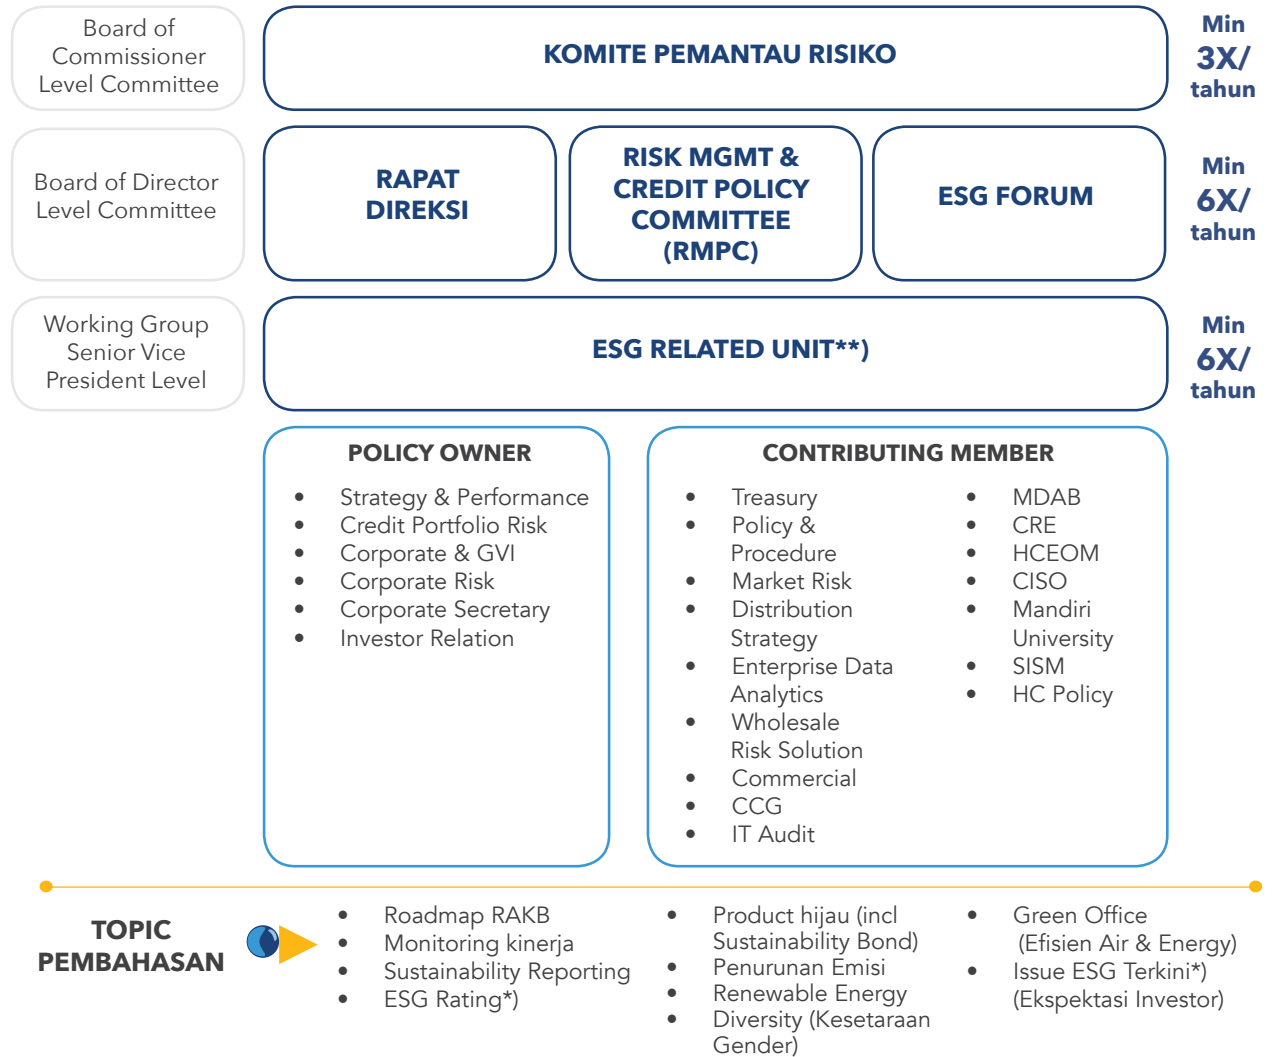 Board of
Commissioner
Level Committee
KOMITE PEMANTAU RISIKO
Min
3X/
tahun
Board of Director
Level Committee
RAPAT
DIREKSI
RISK MGMT &
CREDIT POLICY
COMMITTEE
(RMPC)
ESG FORUM
Min
6X/
tahun
Working Group
Senior Vice
President Level
ESG RELATED UNIT**)
Min
6X/
tahun
POLICY OWNER
• Strategy & Performance
• Credit Portfolio Risk
• Corporate & GVI
• Corporate Risk
• Corporate Secretary
• Investor Relation
CONTRIBUTING MEMBER
• Treasury
• Policy &
Procedure
• Market Risk
• Distribution
Strategy
• Enterprise Data
Analytics
• Wholesale
Risk Solution
• Commercial
• CCG
• IT Audit
• MDAB
• CRE
• HCEOM
• CISO
• Mandiri
University
• SISM
• HC Policy
TOPIC
PEMBAHASAN
• Roadmap RAKB
• Monitoring kinerja
• Sustainability Reporting
• ESG Rating*)
• Product hijau (incl
Sustainability Bond)
• Penurunan Emisi
• Renewable Energy
• Diversity (Kesetaraan
Gender)
• Green Office
(Efisien Air & Energy)
• Issue ESG Terkini*)
(Ekspektasi Investor)